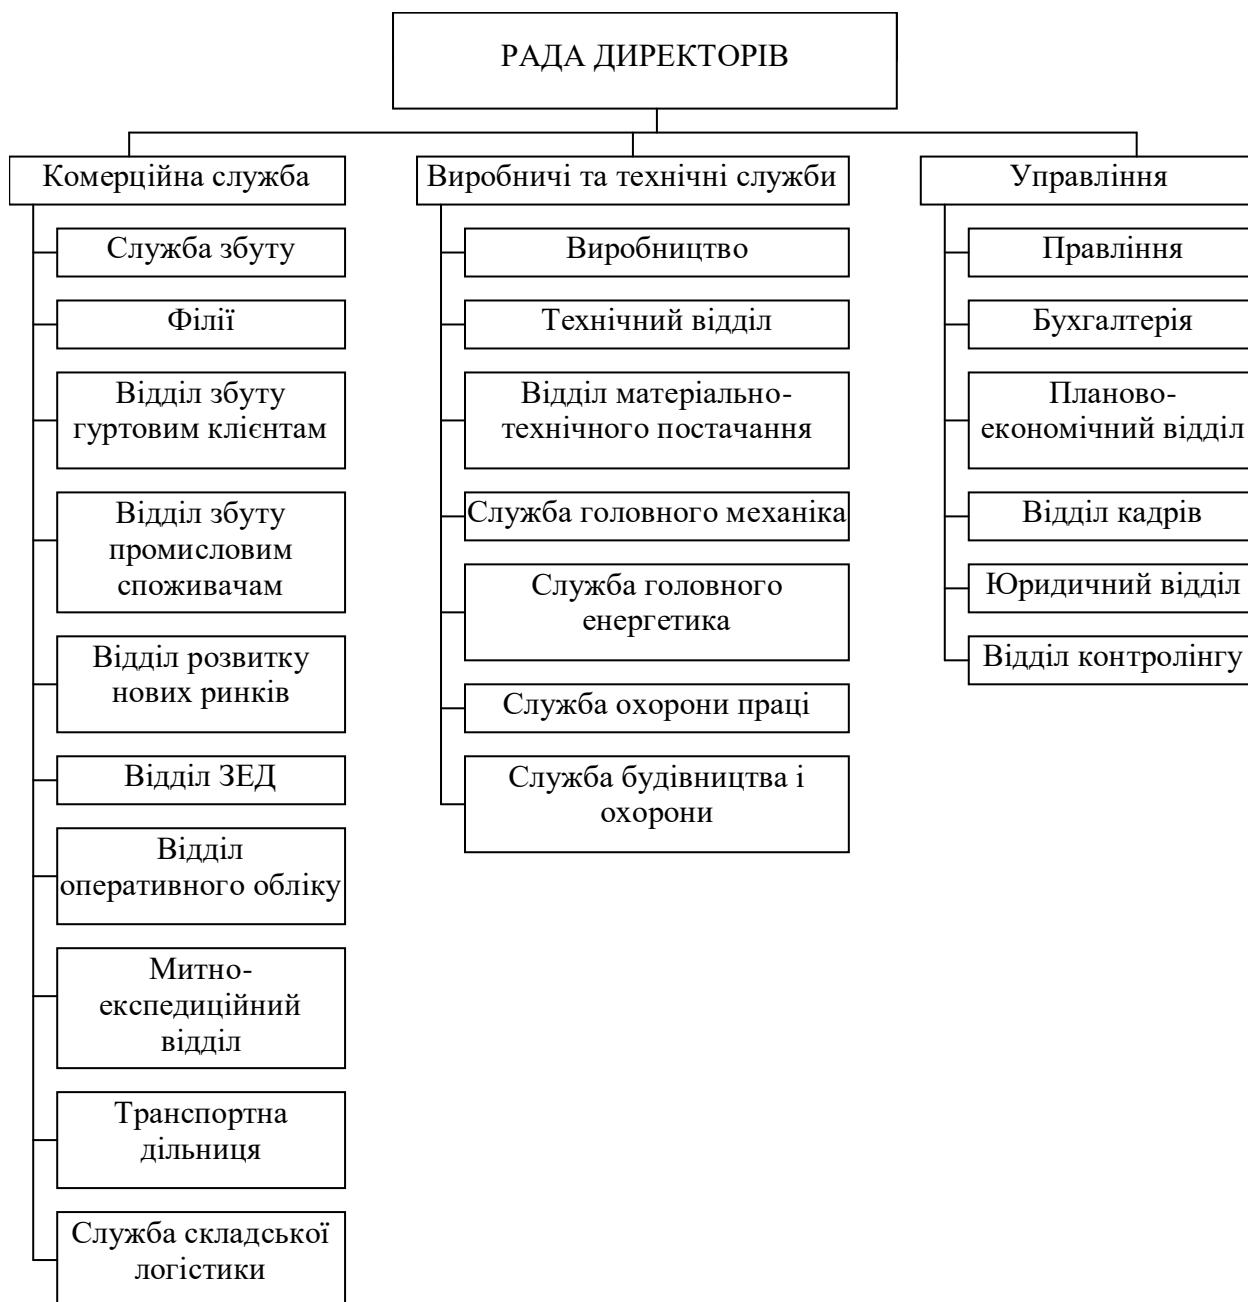 РАДА ДИРЕКТОРІВ
Комерційна служба
Служба збуту
Філії
Відділ збуту
гуртовим клієнтам
Відділ збуту
промисловим
споживачам
Відділ розвитку
нових ринків
Відділ ЗЕД
Відділ
оперативного обліку
Митно-
експедиційний
відділ
Транспортна
дільниця
Служба складської
логістики
Виробничі та технічні служби
Виробництво
Технічний відділ
Відділ матеріально-
технічного постачання
Служба головного механіка
Служба головного
енергетика
Служба охорони праці
Служба будівництва і
охорони
Управління
Правління
Бухгалтерія
Планово-
економічний відділ
Відділ кадрів
Юридичний відділ
Відділ контролінгу